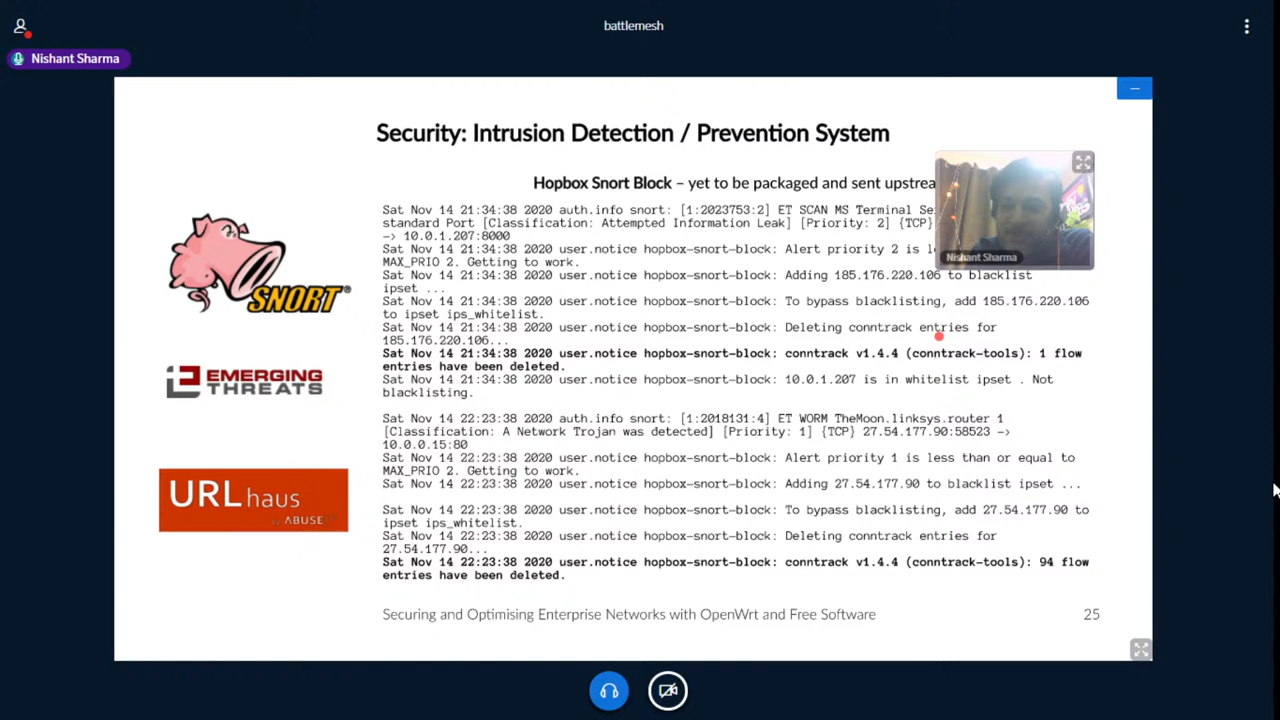 battlemesh
Nishant Sharma
Security: Intrusion Detection / Prevention System
Hopbox Snort Block – yet to be packaged and sent
Nishant Sharma
SNORT
EMERGING
THREATS
URLhaus
by ABUSE
Sat Nov 14 21:34:38 2020 auth.info snort: [1:2023753:2] ET SCAN MS Terminal
standard Port [Classification: Attempted Information Leak] [Priority: 2] {TCP}
-> 10.0.1.207:8000
Sat Nov 14 21:34:38 2020 user.notice hopbox-snort-block: Alert priority 2 is
MAX_PRIO 2. Getting to work.
Sat Nov 14 21:34:38 2020 user.notice hopbox-snort-block: Adding 185.176.220.106 to blacklist
ipset ...
Sat Nov 14 21:34:38 2020 user.notice hopbox-snort-block: To bypass blacklisting, add 185.176.220.106
to ipset ips_whitelist.
Sat Nov 14 21:34:38 2020 user.notice hopbox-snort-block: Deleting conntrack entries for
185.176.220.106...
Sat Nov 14 21:34:38 2020 user.notice hopbox-snort-block: conntrack v1.4.4 (conntrack-tools): 1 flow
entries have been deleted.
Sat Nov 14 21:34:38 2020 user.notice hopbox-snort-block: 10.0.1.207 is in whitelist ipset . Not
blacklisting.
Sat Nov 14 22:23:38 2020 auth.info snort: [1:2018131:4] ET WORM TheMoon.linksys.router 1
[Classification: A Network Trojan was detected] [Priority: 1] {TCP} 27.54.177.90:58523 ->
10.0.0.15:80
Sat Nov 14 22:23:38 2020 user.notice hopbox-snort-block: Alert priority 1 is less than or equal to
MAX_PRIO 2. Getting to work.
Sat Nov 14 22:23:38 2020 user.notice hopbox-snort-block: Adding 27.54.177.90 to blacklist ipset ...
Sat Nov 14 22:23:38 2020 user.notice hopbox-snort-block: To bypass blacklisting, add 27.54.177.90 to
ipset ips_whitelist.
Sat Nov 14 22:23:38 2020 user.notice hopbox-snort-block: Deleting conntrack entries for
27.54.177.90...
Sat Nov 14 22:23:38 2020 user.notice hopbox-snort-block: conntrack v1.4.4 (conntrack-tools): 94 flow
entries have been deleted.
Securing and Optimising Enterprise Networks with OpenWrt and Free Software
25